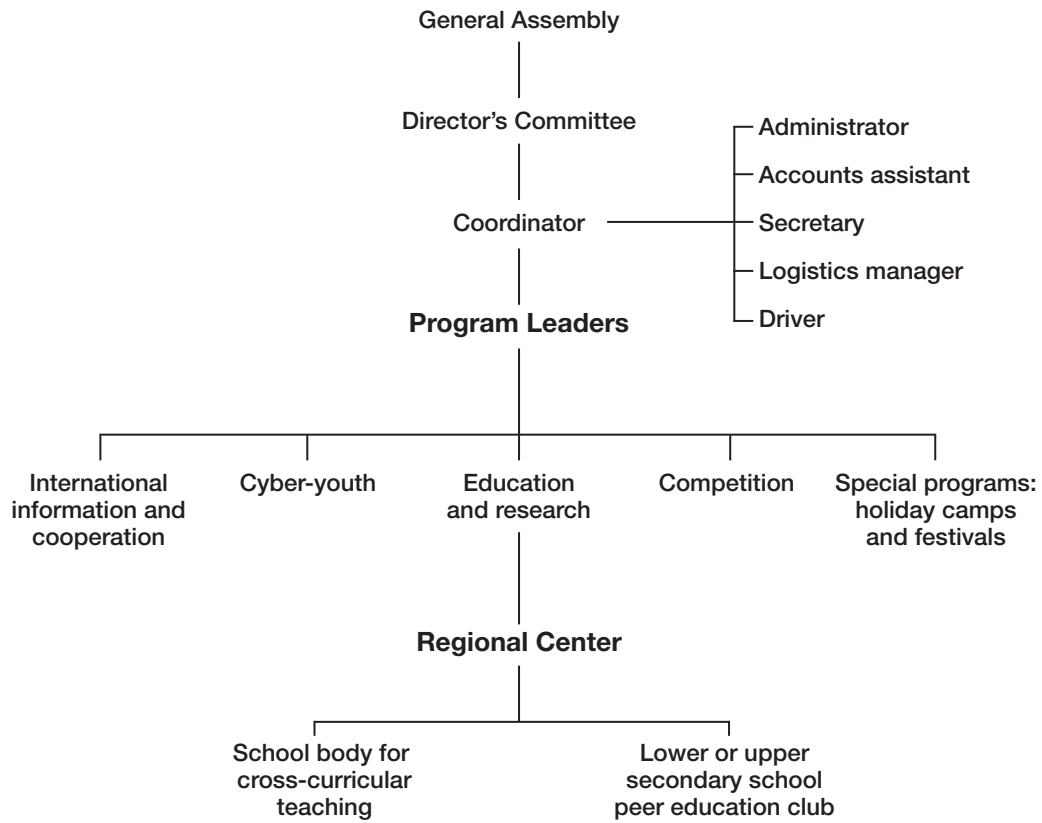 General Assembly
Director’s Committee
Administrator
Accounts assistant
Coordinator
Secretary
Logistics manager
Program Leaders
Driver
International
information and
cooperation
Cyber-youth
Education
and research
Competition
Special programs:
holiday camps
and festivals
Regional Center
School body for
cross-curricular
teaching
Lower or upper
secondary school
peer education club